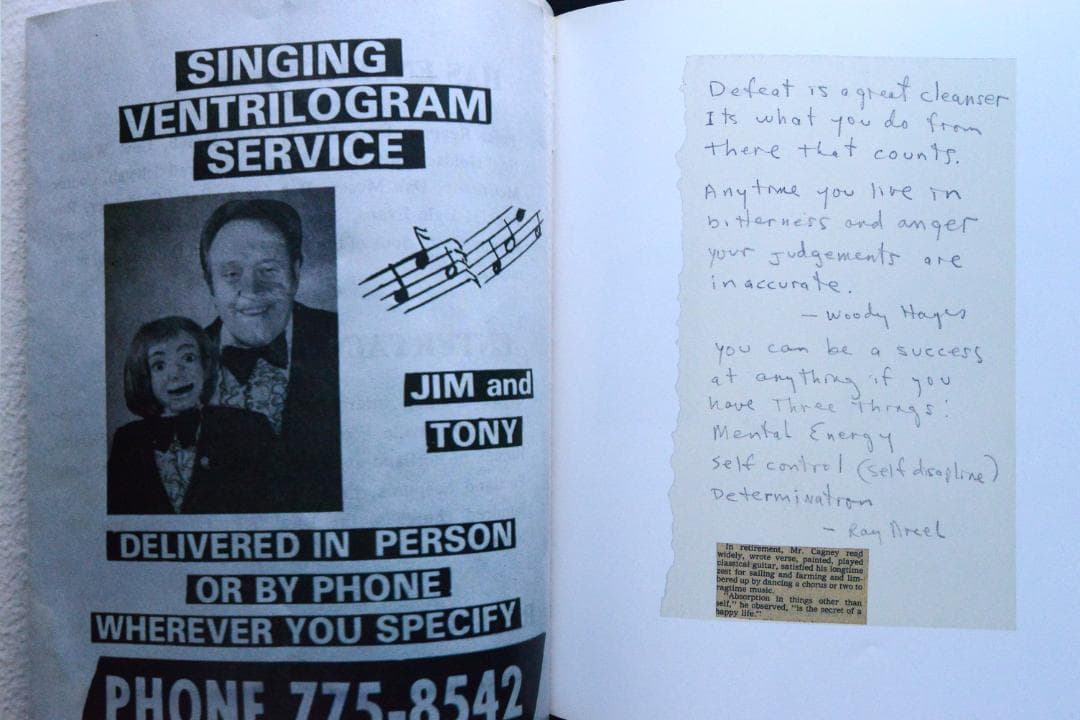 SINGING
VENTRILOGRAM
SERVICE
JIM and
TONY
DELIVERED IN PERSON
OR BY PHONE
WHEREVER YOU SPECIFY
PHONE 775-8542
Defeat is a great cleanser
Its what you do from
there that counts.
Anytime you live in
bitterness and anger
your judgements are
inaccurate.
- Woody Hayes
you can be a success
at anything if you
have Three Things:
Mental Energy
Self control (self disapline)
Determination
- Ray
In retirement, Mr. Cagney read
widely, wrote verse, painted, played
classical guitar, satisfied his longtime
zest for sailing and farming and lim-
bered up by dancing a chorus or two to
ragtime music.
"Absorption in things other than
self," he observed, "is the secret of a
happy life."